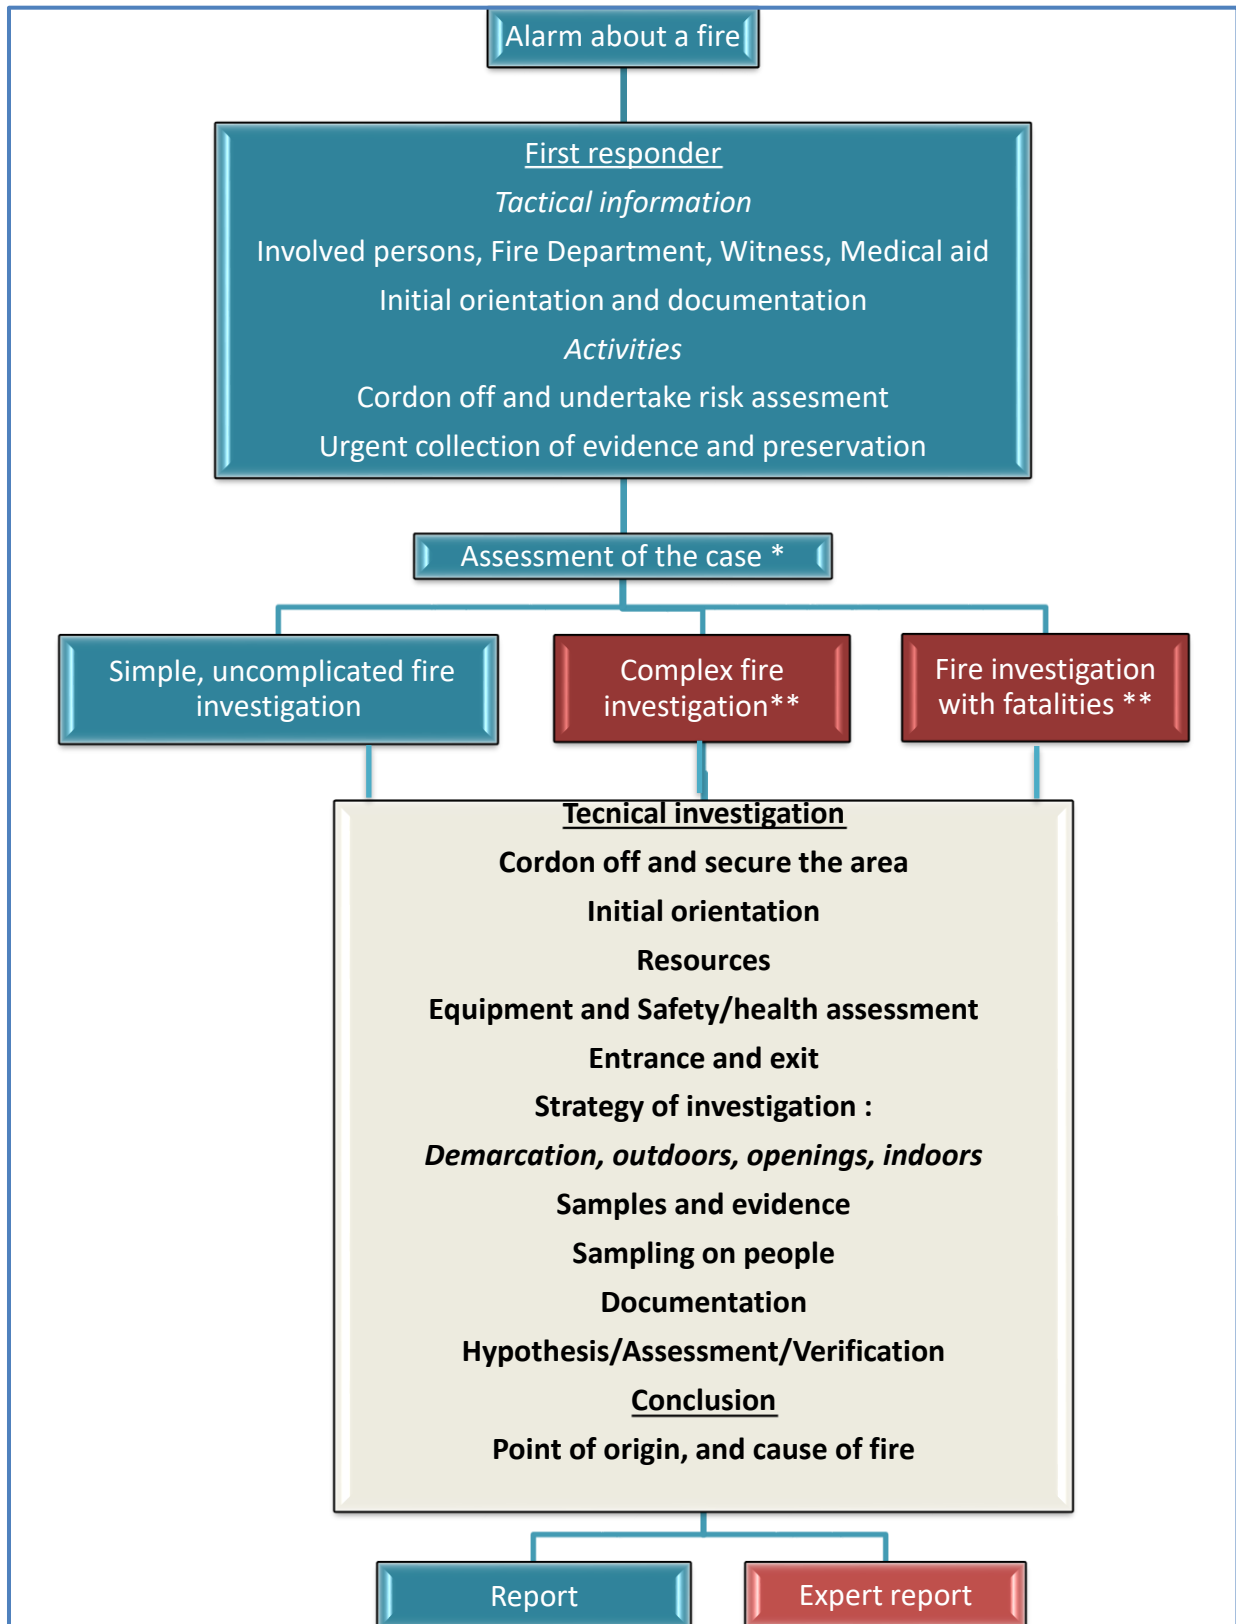 Alarm about a fire
First responder
Tactical information
Involved persons, Fire Department, Witness, Medical aid
Initial orientation and documentation
Activities
Cordon off and undertake risk assesment
Urgent collection of evidence and preservation
Assessment of the case *
Simple, uncomplicated fire
investigation
Complex fire
investigation**
Fire investigation
with fatalities **
Tecnical investigation
Cordon off and secure the area
Initial orientation
Resources
Equipment and Safety/health assessment
Entrance and exit
Strategy of investigation :
Demarcation, outdoors, openings, indoors
Samples and evidence
Sampling on people
Documentation
Hypothesis/Assessment/Verification
Conclusion
Point of origin, and cause of fire
Report
Expert report